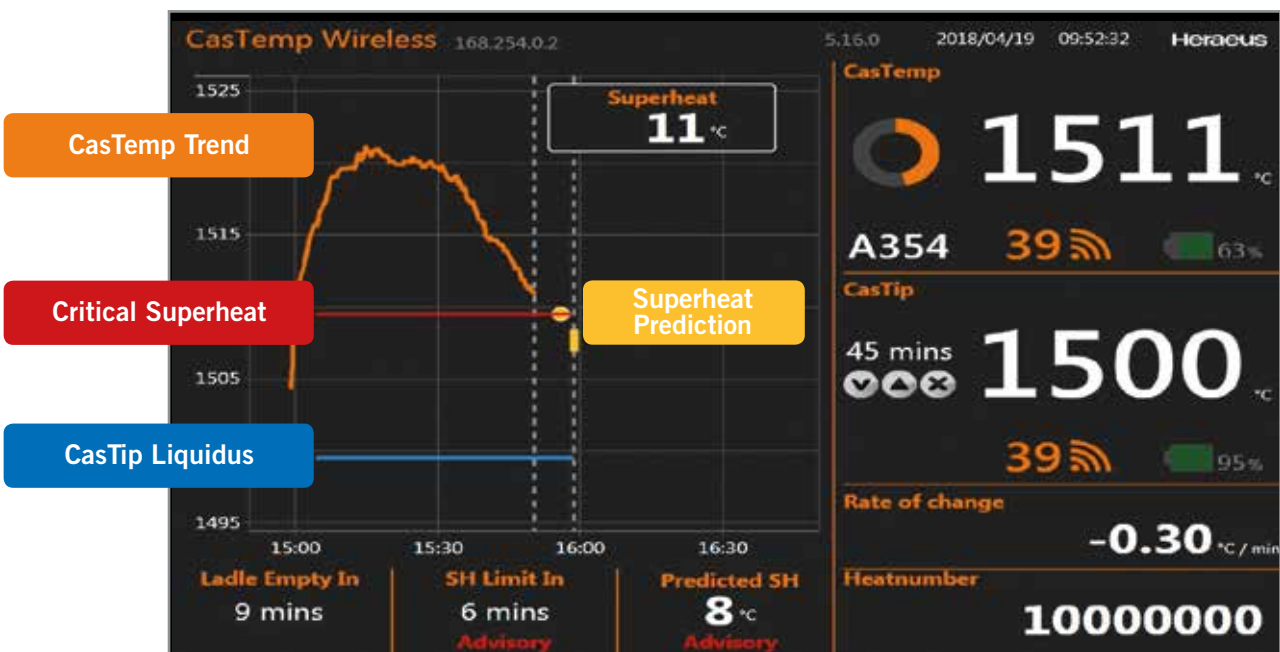 CasTemp Wireless 168.254.0.2
5.16.0 2018/04/19 09:52:32 Heraeus
1525
1515
1505
1495
15:00 15:30 16:00 16:30
CasTemp Trend
Critical Superheat
CasTip Liquidus
Superheat
11 °C
Superheat
Prediction
Ladle Empty In
9 mins
SH Limit In
6 mins
Advisory
Predicted SH
8 °C
Advisory
CasTemp
1511 °C
A354 39 63%
CasTip
45 mins 1500 °C
39 95%
Rate of change
-0.30 °C / min
Heatnumber
10000000